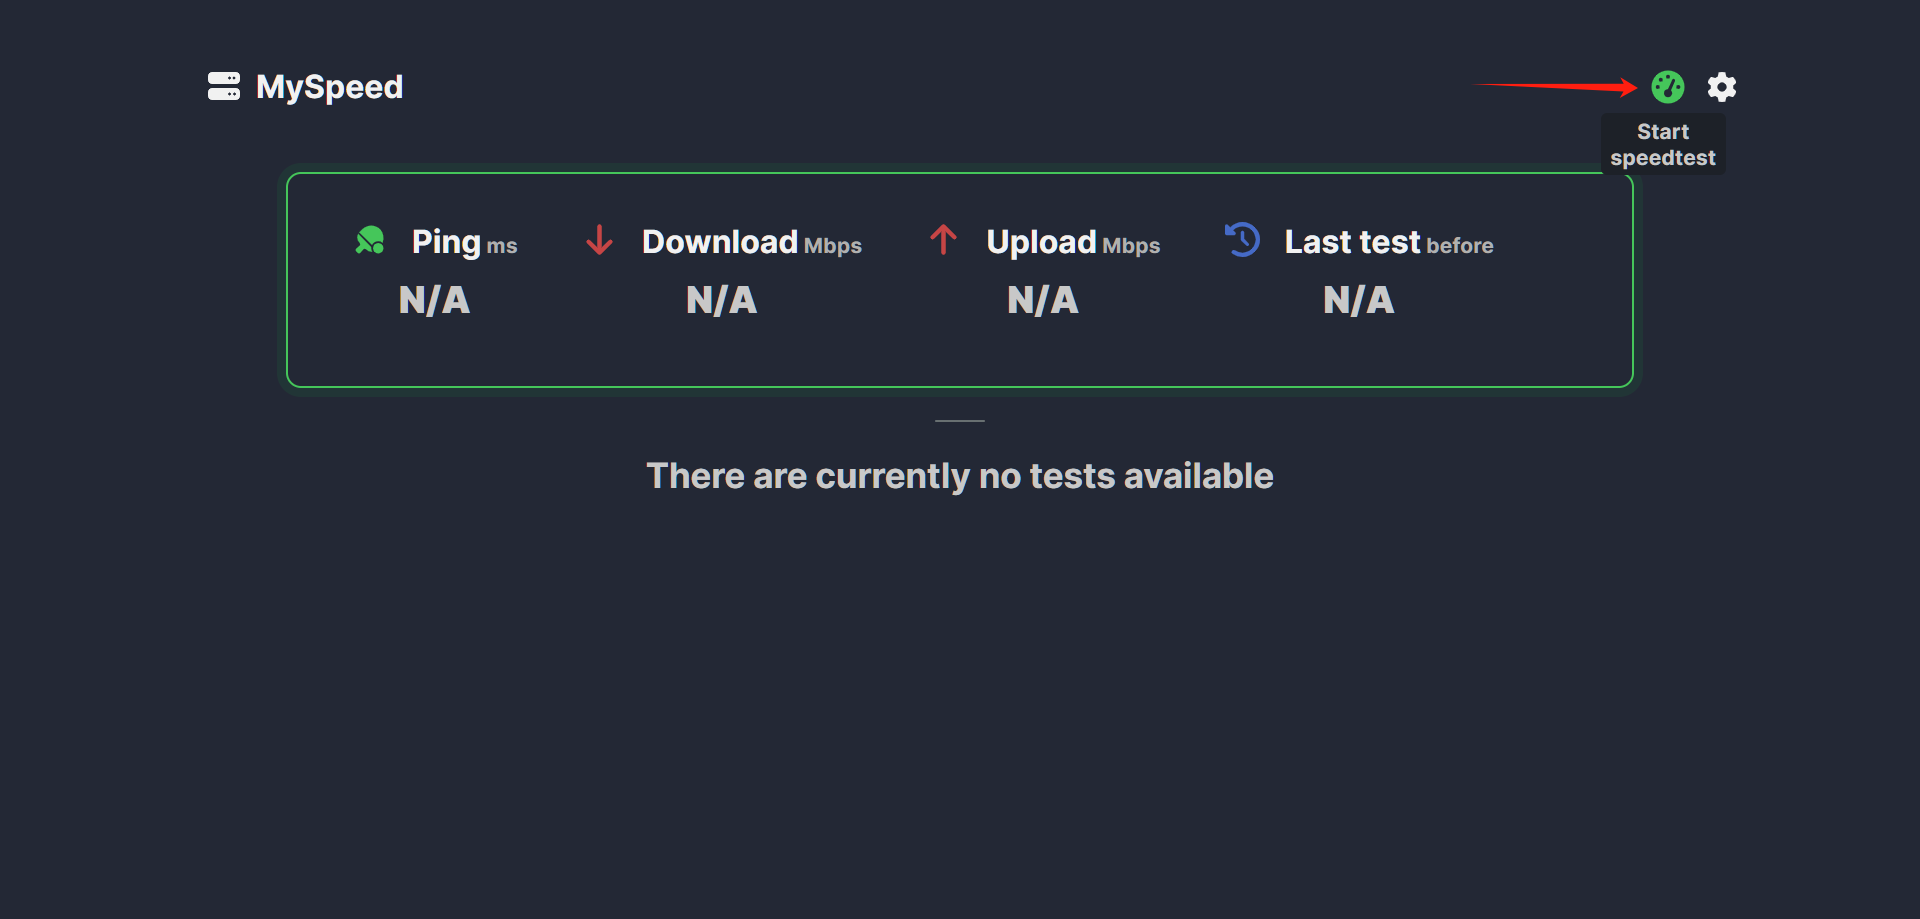 MySpeed
Start
speedtest
Ping ms
Download Mbps
Upload Mbps
Last test before
N/A
N/A
N/A
N/A
There are currently no tests available